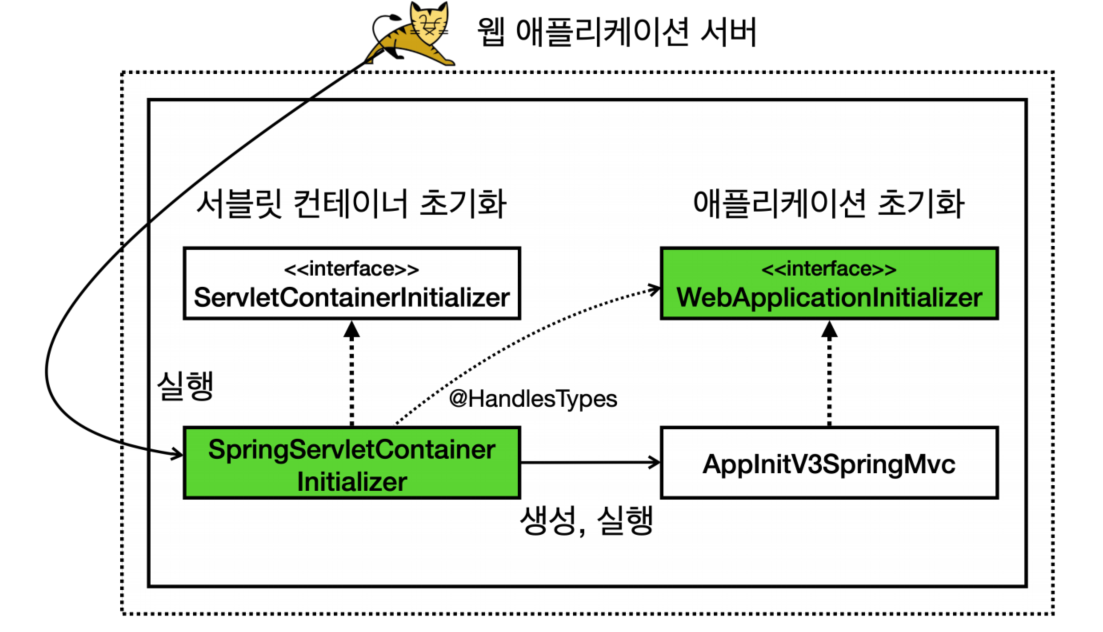 웹 애플리케이션 서버
서블릿 컨테이너 초기화
애플리케이션 초기화
<<interface>>
ServletContainerInitializer
<<interface>>
WebApplicationInitializer
실행
@HandlesTypes
SpringServletContainer
Initializer
AppInitV3SpringMvc
생성, 실행